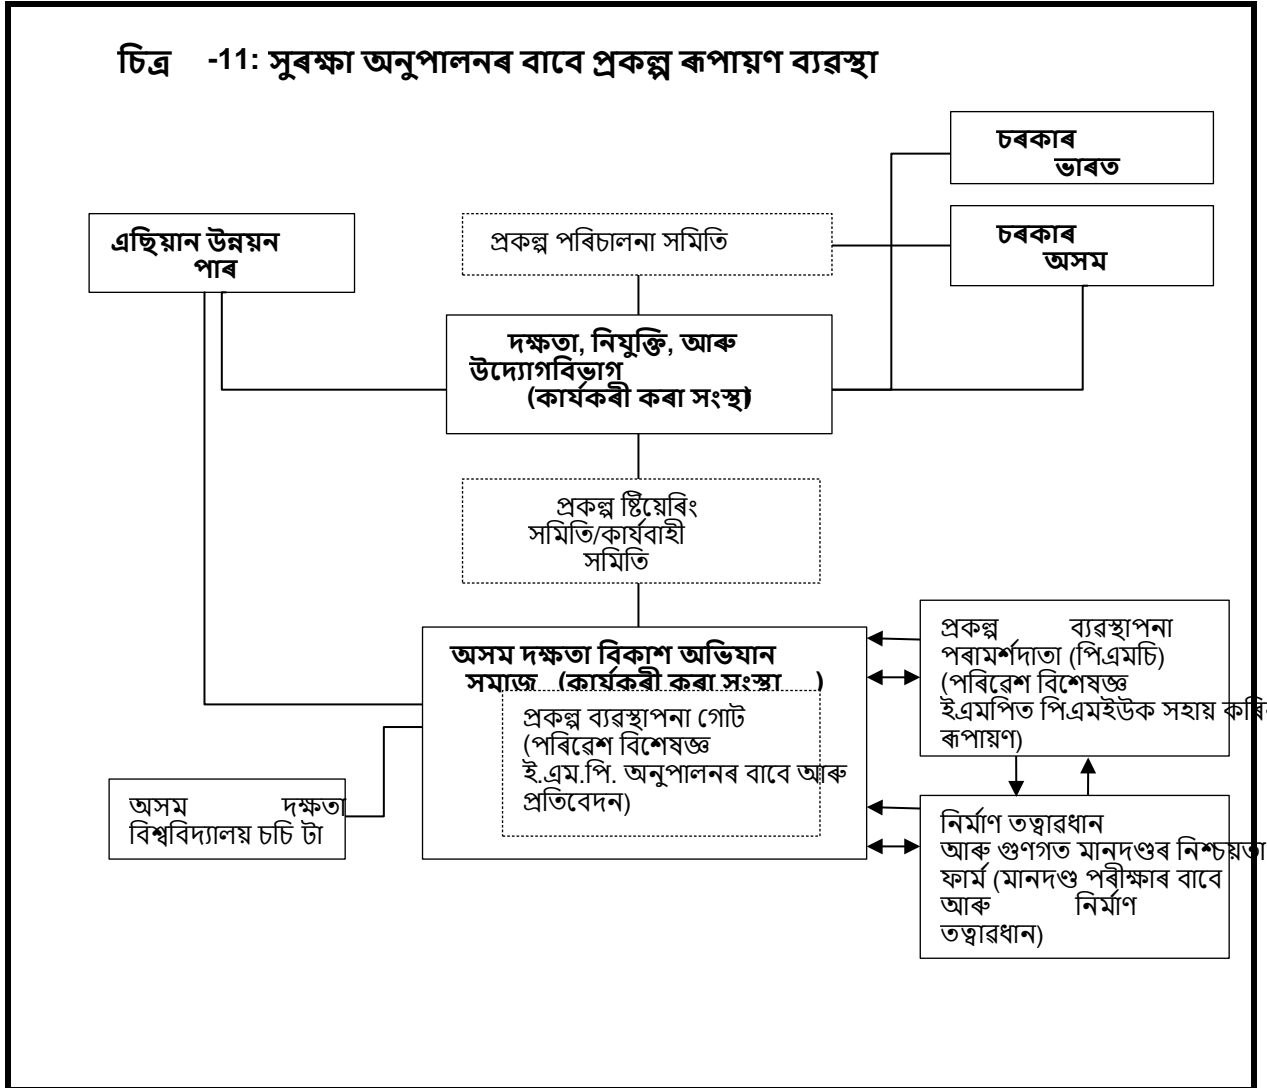 চিত্ৰ -11: সুৰক্ষা অনুপালনৰ বাবে প্ৰকল্প ৰূপায়ণ ব্যৱস্থা
চৰকাৰ
ভাৰত
এছিয়ান উন্নয়ন
পাৰ
প্ৰকল্প পৰিচালনা সমিতি
চৰকাৰ
অসম
দক্ষতা, নিযুক্তি, আৰু
উদ্যোগবিভাগ
(কাৰ্যকৰী কৰা সংস্থা)
প্ৰকল্প ষ্টিয়েৰিং
সমিতি/কাৰ্যবাহী
সমিতি
অসম দক্ষতা বিকাশ অভিযান
সমাজ (কাৰ্যকৰী কৰা সংস্থা )
প্ৰকল্প ব্যৱস্থাপনা গোট
(পৰিৱেশ বিশেষজ্ঞ
ই.এম.পি. অনুপালনৰ বাবে আৰু
প্ৰতিবেদন)
প্ৰকল্প ব্যৱস্থাপনা
পৰামৰ্শদাতা (পিএমচি)
(পৰিৱেশ বিশেষজ্ঞ
ইএমপিত পিএমইউক সহায়
ৰূপায়ণ)
অসম দক্ষতা
বিশ্ববিদ্যালয় চচি টা
নিৰ্মাণ তত্বাৱধান
আৰু গুণগত মানদণ্ডৰ নিশ্চয়তা
ফাৰ্ম (মানদণ্ড পৰীক্ষাৰ বাবে
আৰু নিৰ্মাণ
তত্বাৱধান)